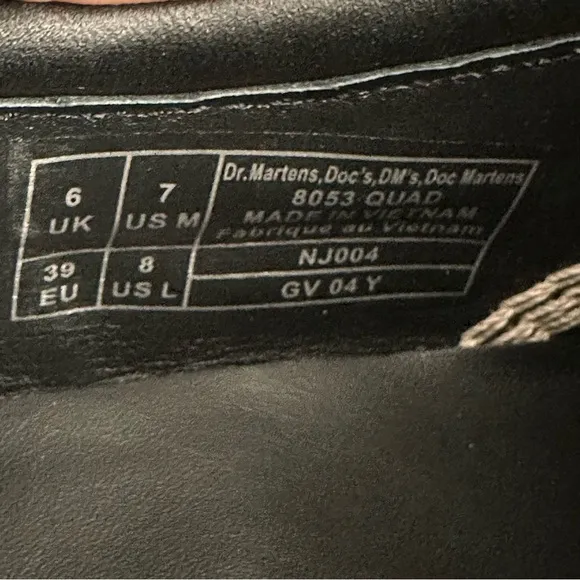 6
UK
7
US M
39
EU
8
US L
Dr.Martens,Doc's,DM's,Doc Martens
8053 QUAD
MADE IN VIETNAM
Fabrique au Vietnam
NJ004
GV 04 Y